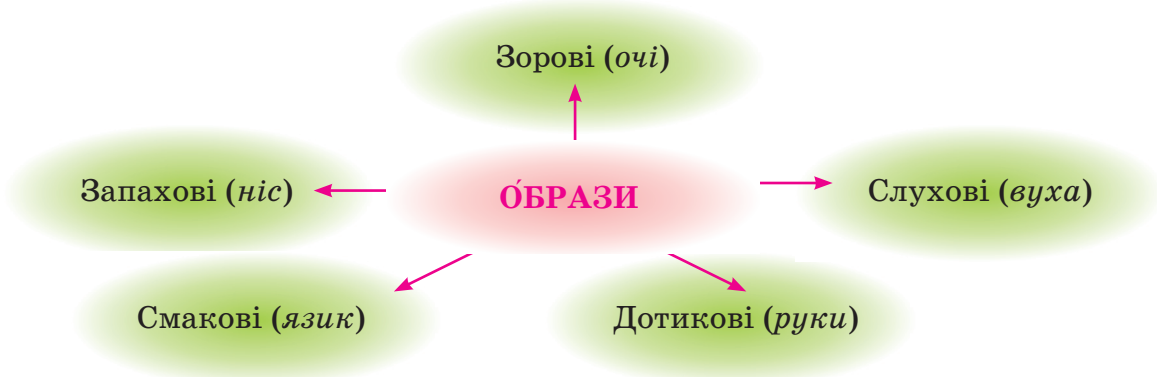 Зорові (очі)
Запахові (ніс)
О́БРАЗИ
Слухові (вуха)
Смакові (язик)
Дотикові (руки)